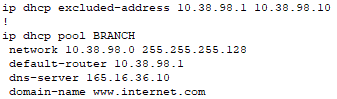 ip dhcp excluded-address 10.38.98.1 10.38.98.10
!
ip dhcp pool BRANCH
network 10.38.98.0 255.255.255.128
default-router 10.38.98.1
dns-server 165.16.36.10
domain-name www.internet.com